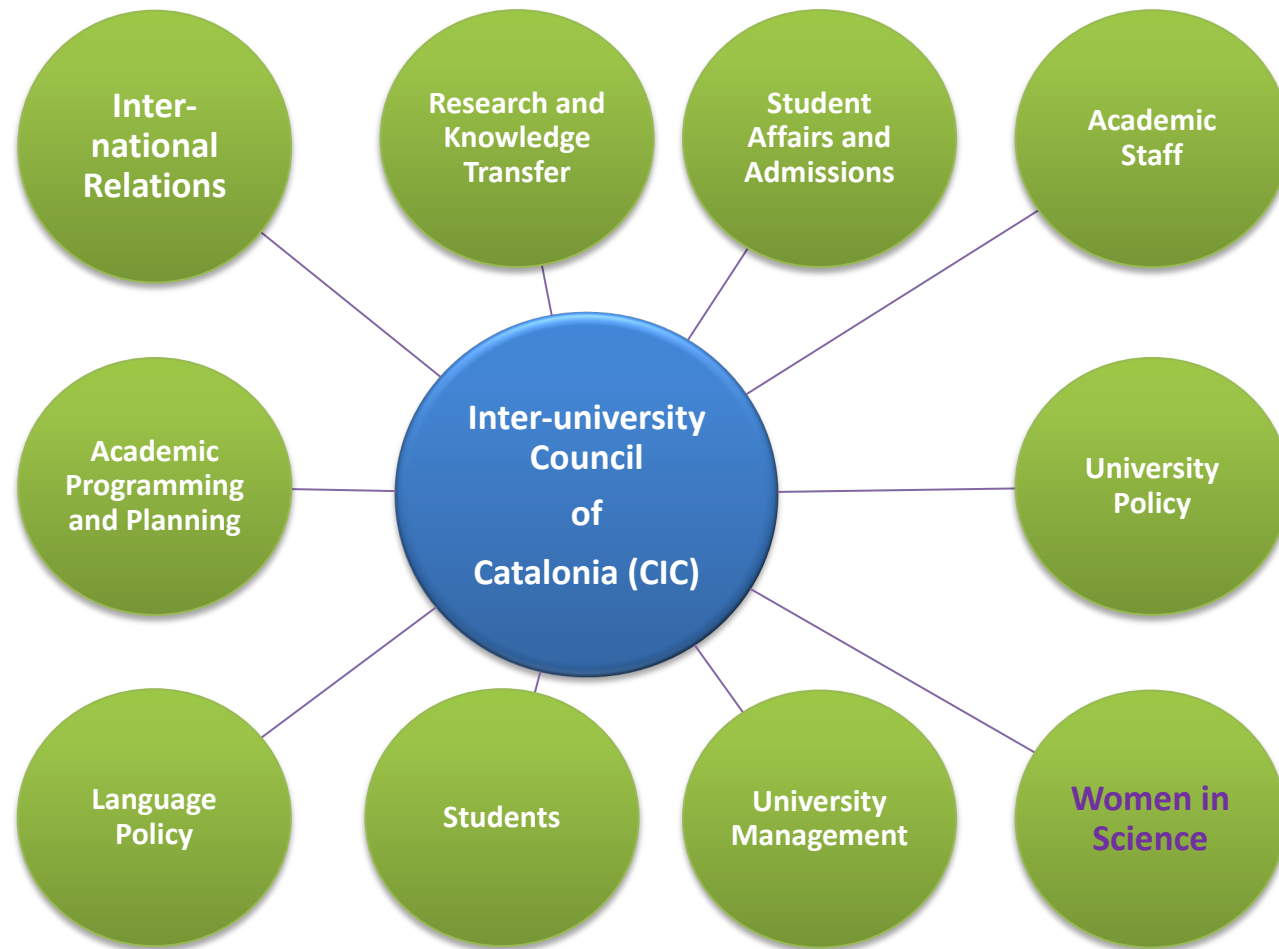 Inter-
national
Relations
Research and
Knowledge
Transfer
Student
Affairs and
Admissions
Academic
Staff
Academic
Programming
and Planning
Inter-university
Council
of
Catalonia (CIC)
University
Policy
Language
Policy
Students
University
Management
Women in
Science